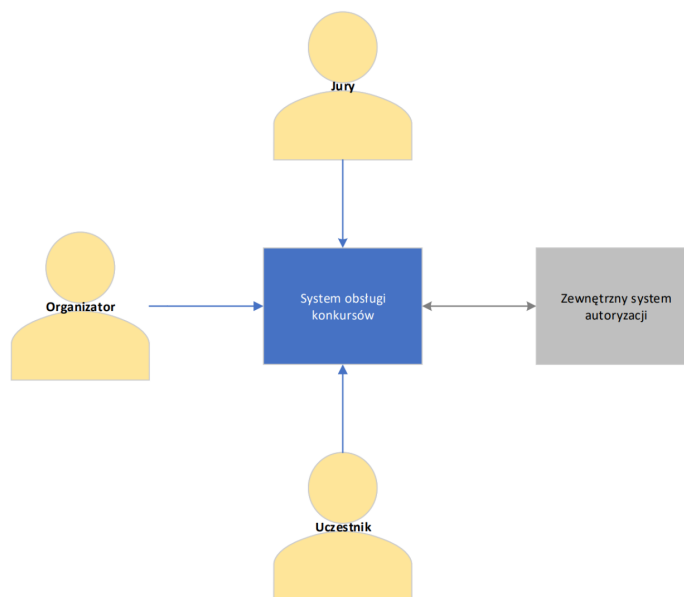 Jury
Organizator
System obsługi
konkursów
Zewnętrzny system
autoryzacji
Uczestnik